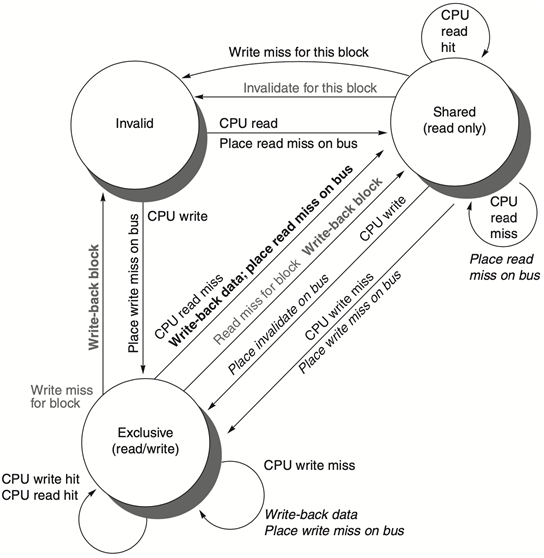 CPU
read
hit
Write miss for this block
Invalidate for this block
Invalid
Shared
(read only)
CPU read
Place read miss on bus
CPU
read
miss
Place read
miss on bus
CPU write
Place write miss on bus
Write-back block
Write miss
for block
CPU read miss
Write-back data; place read miss on bus
Read miss for block Write-back block
CPU write
Place invalidate on bus
CPU write miss
Place write miss on bus
Exclusive
(read/write)
CPU write hit
CPU read hit
CPU write miss
Write-back data
Place write miss on bus